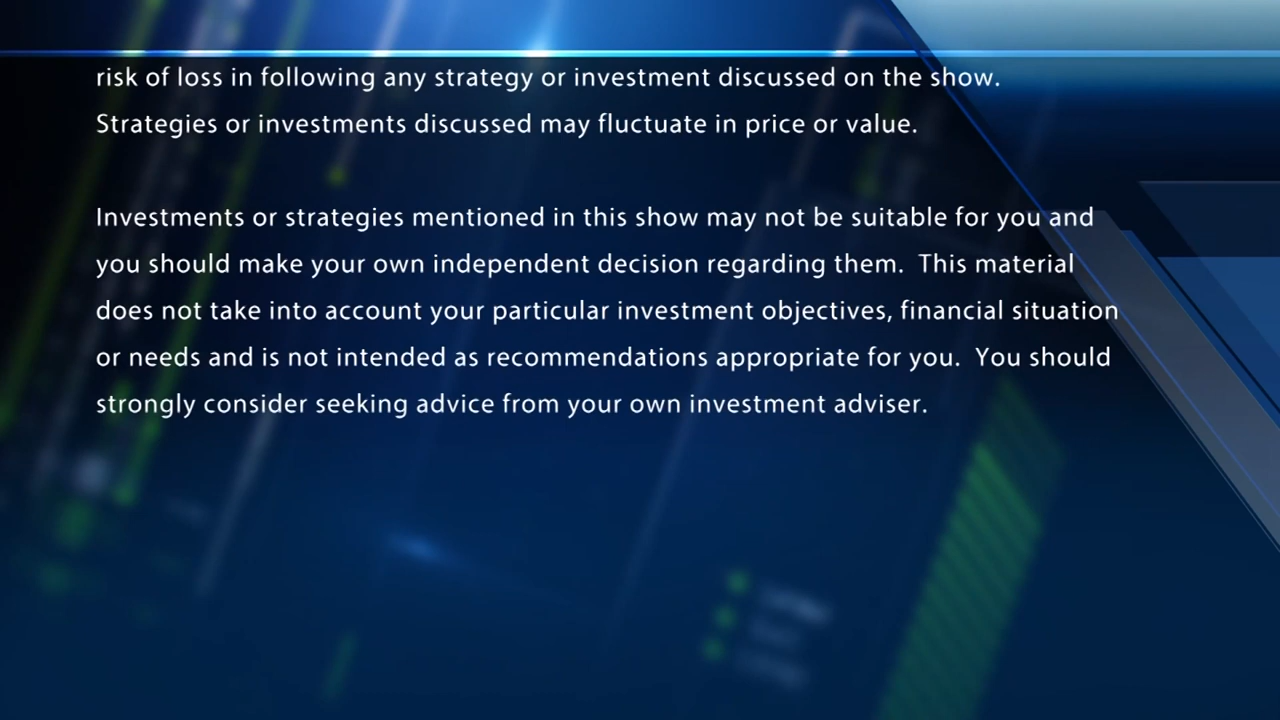 risk of loss in following any strategy or investment discussed on the show.
Strategies or investments discussed may fluctuate in price or value.
Investments or strategies mentioned in this show may not be suitable for you and
you should make your own independent decision regarding them.  This material
does not take into account your particular investment objectives, financial situation
or needs and is not intended as recommendations appropriate for you.  You should
strongly consider seeking advice from your own investment adviser.